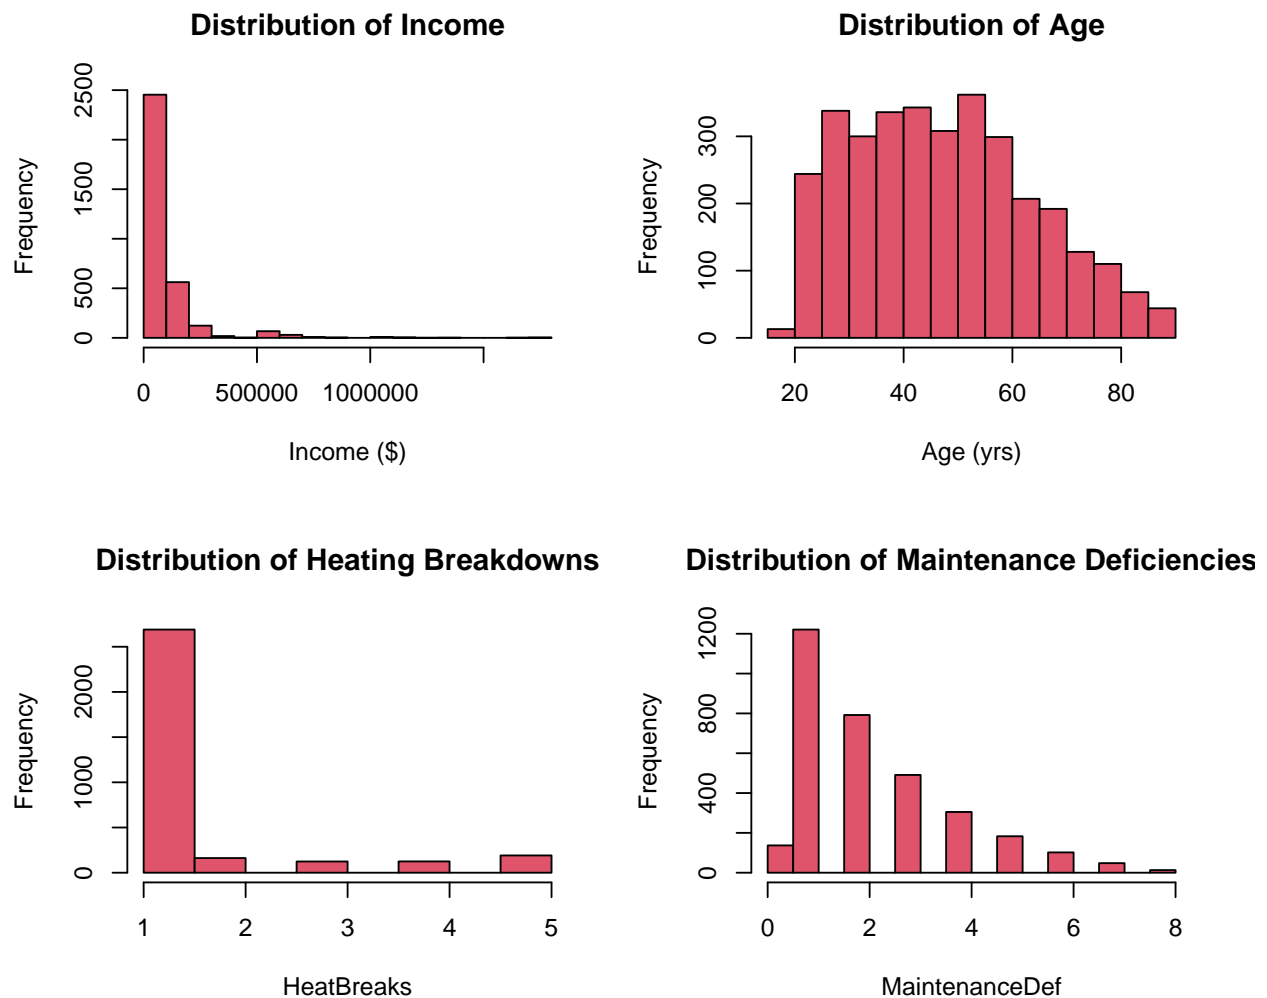 Distribution of Income
Frequency
2500
1500
500
0
0 500000 1000000
Income ($)
Distribution of Age
Frequency
300
200
100
0
20 40 60 80
Age (yrs)
Distribution of Heating Breakdowns
Frequency
2000
1000
0
1 2 3 4 5
HeatBreaks
Distribution of Maintenance Deficiencies
Frequency
1200
800
400
0
0 2 4 6 8
MaintenanceDef